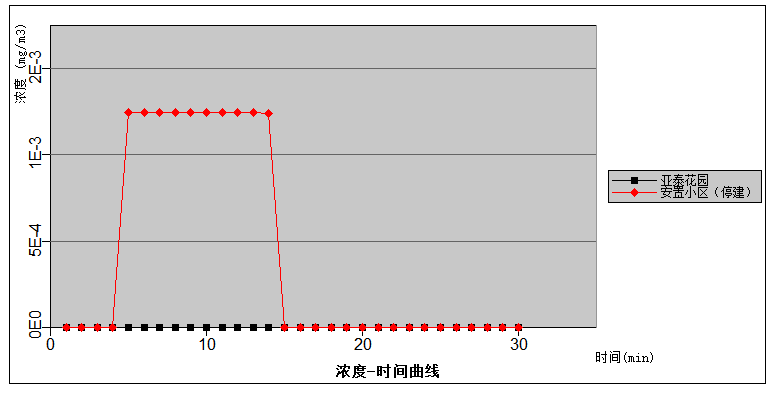 浓度 (mg/m3)
2E-3
1E-3
5E-4
0E0
0
10
20
30
时间(min)
浓度-时间曲线
亚泰花园
安置小区（停建）